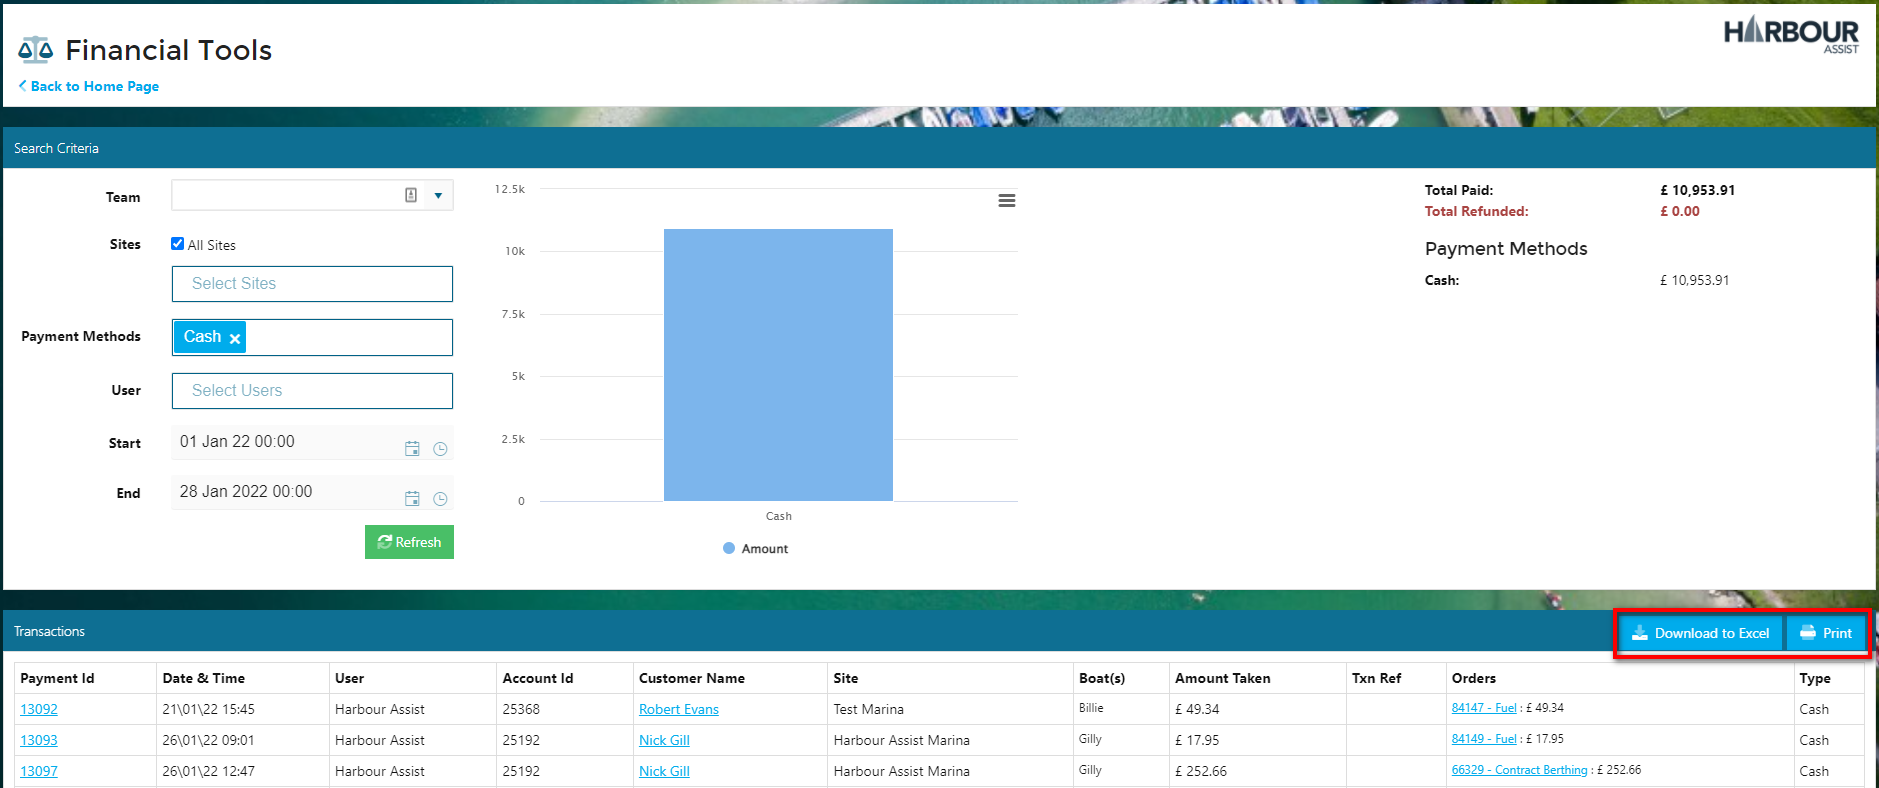 HARBOUR
ASSIST
Financial Tools
Back to Home Page
Search Criteria
Team
Sites
All Sites
Select Sites
Payment Methods
Cash ×
User
Select Users
Start
01 Jan 22 00:00
End
28 Jan 2022 00:00
Refresh
12.5k
10k
7.5k
5k
2.5k
0
Cash
Amount
Total Paid: £ 10,953.91
Total Refunded: £ 0.00
Payment Methods
Cash: £ 10,953.91
Transactions
Download to Excel Print
Payment Id Date & Time User Account Id Customer Name Site Boat(s) Amount Taken Txn Ref Orders Type
13092 21\01\22 15:45 Harbour Assist 25368 Robert Evans Test Marina Billie £ 49.34 84147 - Fuel : £ 49.34 Cash
13093 26\01\22 09:01 Harbour Assist 25192 Nick Gill Harbour Assist Marina Gilly £ 17.95 84149 - Fuel : £ 17.95 Cash
13097 26\01\22 12:47 Harbour Assist 25192 Nick Gill Harbour Assist Marina Gilly £ 252.66 66329 - Contract Berthing : £ 252.66 Cash